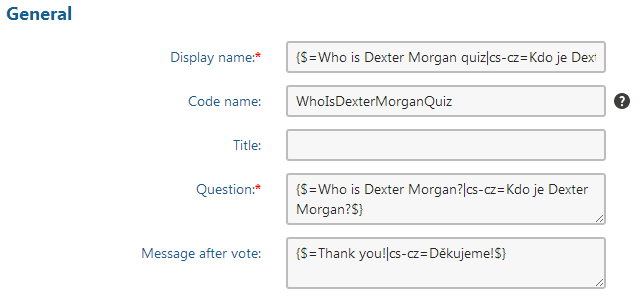 General
Display name:* {$=Who is Dexter Morgan quiz|cs-cz=Kdo je
Code name: WhoIsDexterMorganQuiz ?
Title:
Question:* {$=Who is Dexter Morgan?|cs-cz=Kdo je Dexter
Morgan?$}
Message after vote: {$=Thank you!|cs-cz=Děkujeme!$}